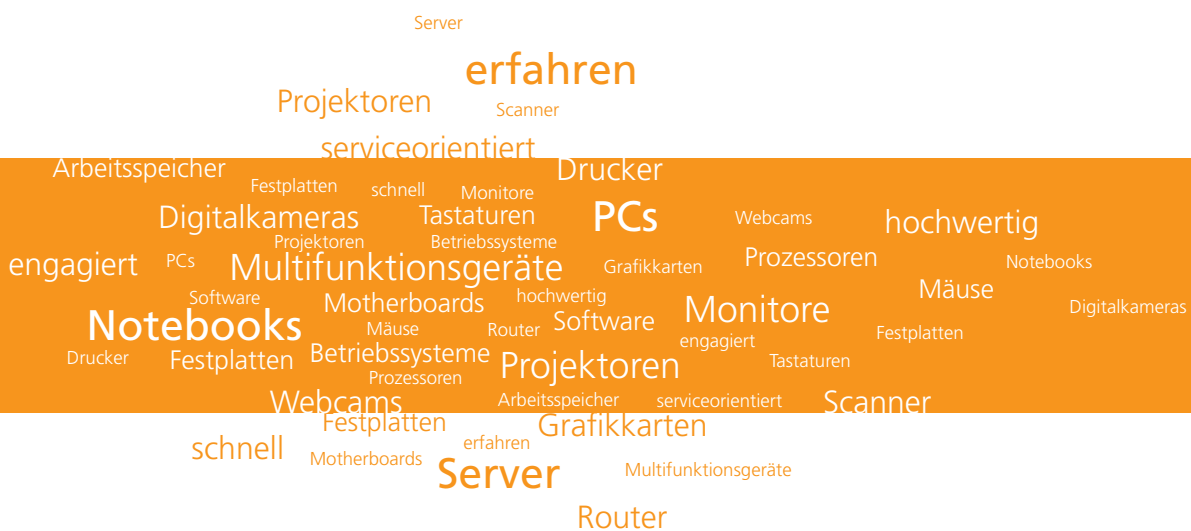 Server
erfahren
Projektoren
Scanner
serviceorientiert
Arbeitsspeicher
Drucker
Festplatten
schnell
Monitore
Digitalkameras
Tastaturen
PCs
Webcams
hochwertig
Projektoren
Betriebssysteme
engagiert
PCs
Multifunktionsgeräte
Grafikkarten
Prozessoren
Notebooks
Software
Motherboards
hochwertig
Monitore
Mäuse
Digitalkameras
Notebooks
Mäuse
Router
Software
engagiert
Festplatten
Drucker
Festplatten
Betriebssysteme
Projektoren
Tastaturen
Prozessoren
Webcams
Arbeitsspeicher
serviceorientiert
Scanner
Festplatten
Grafikkarten
schnell
Motherboards
erfahren
Server
Multifunktionsgeräte
Router